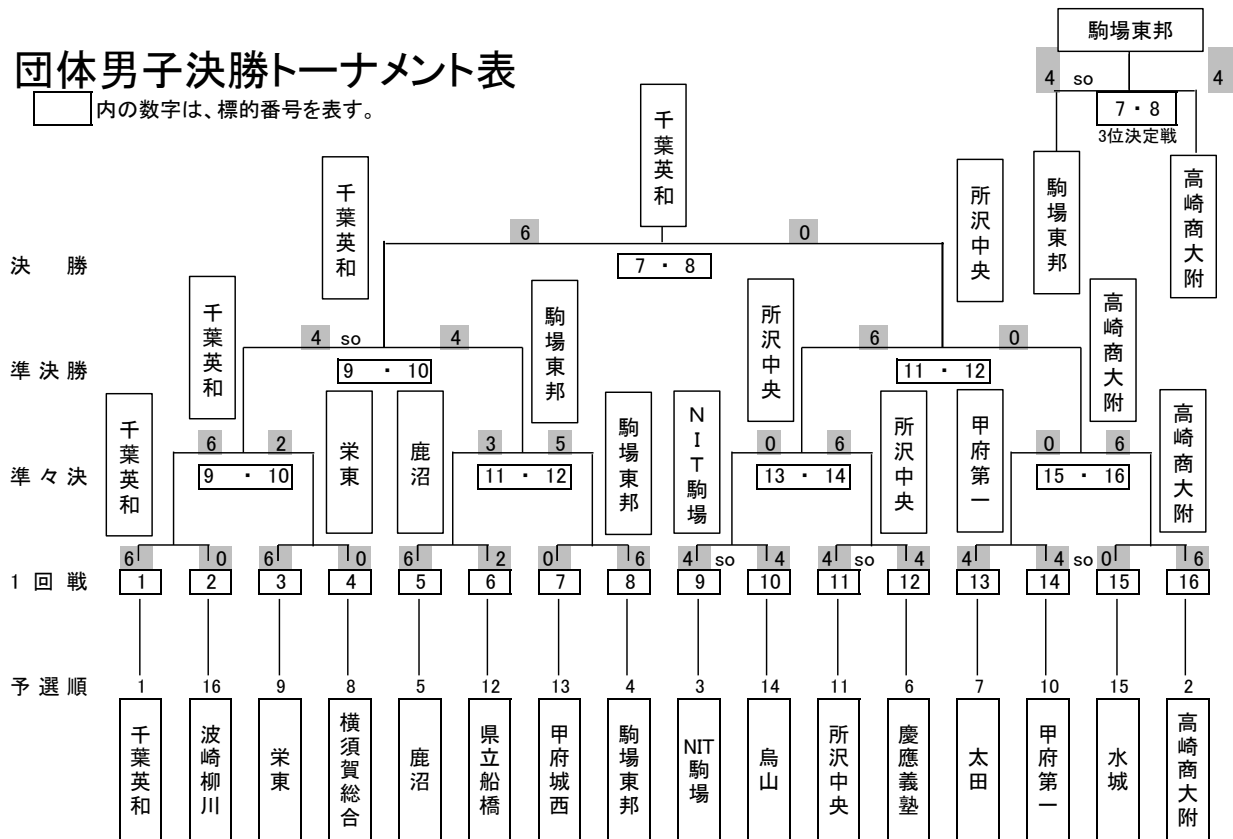 団体男子決勝トーナメント表
内の数字は、標的番号を表す。
駒場東邦
4 so 4
7 ・ 8
3位決定戦
駒場東邦
高崎商大附
千葉英和
千葉英和
所沢中央
6 0
決 勝
7 ・ 8
千葉英和
駒場東邦
所沢中央
高崎商大附
4 so 4
6 0
準決勝
9 ・ 10
11 ・ 12
千葉英和
栄東
鹿沼
駒場東邦
NIT駒場
所沢中央
甲府第一
高崎商大附
6 2
3 5
0 6
0 6
準々決
9 ・ 10
11 ・ 12
13 ・ 14
15 ・ 16
6 0 6 0 6 2 0 6 4 so 4 4 so 4 4 4 so 0 6
1回戦 1 2 3 4 5 6 7 8 9 10 11 12 13 14 15 16
予選順 1 16 9 8 5 12 13 4 3 14 11 6 7 10 15 2
千葉英和
波崎柳川
栄東
横須賀総合
鹿沼
県立船橋
甲府城西
駒場東邦
NIT駒場
烏山
所沢中央
慶應義塾
太田
甲府第一
水城
高崎商大附